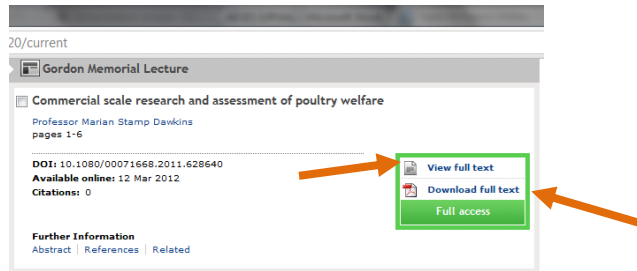 20/current
Gordon Memorial Lecture
Commercial scale research and assessment of poultry welfare
Professor Marian Stamp Dawkins
pages 1-6
DOI: 10.1080/00071668.2011.628640
Available online: 12 Mar 2012
Citations: 0
View full text
Download full text
Full access
Further Information
Abstract | References | Related